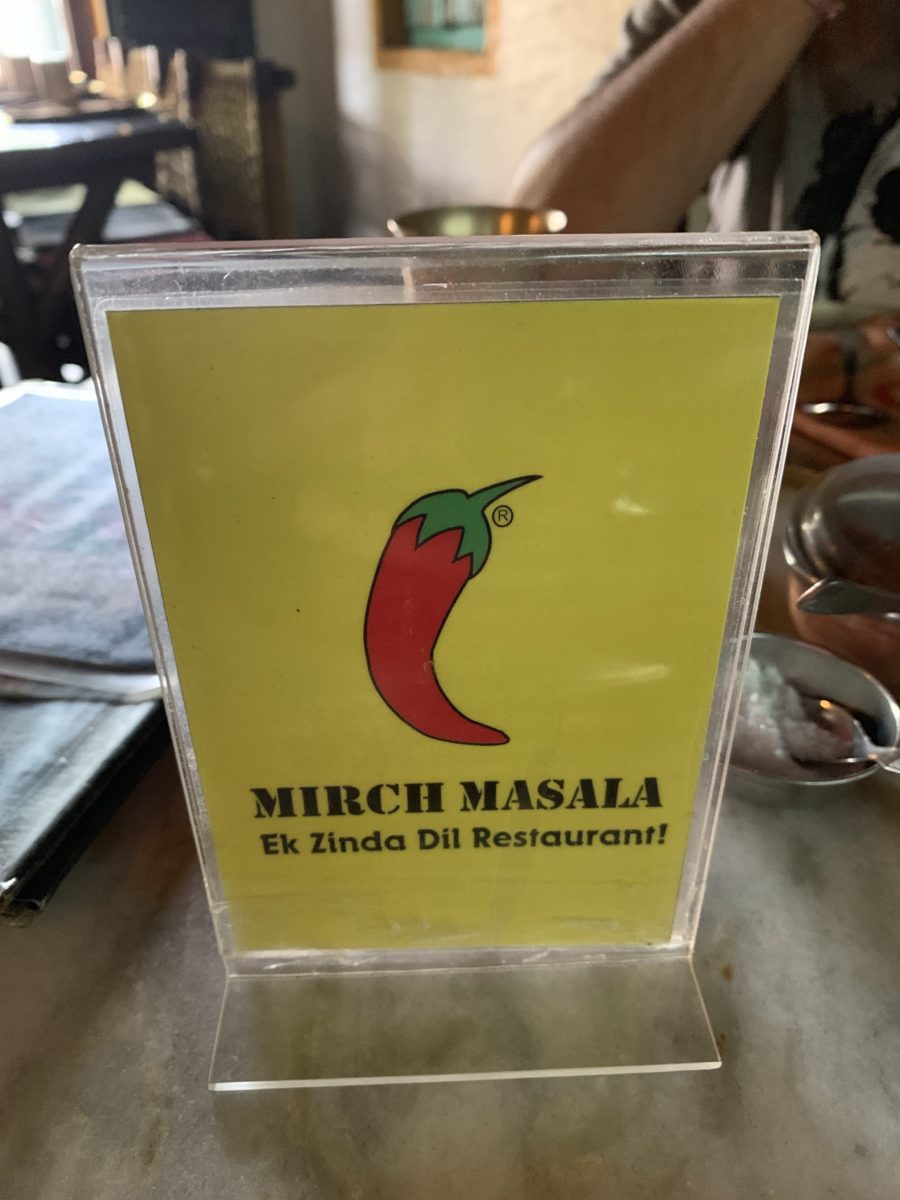 ®
MIRCH MASALA
Ek Zinda Dil Restaurant!